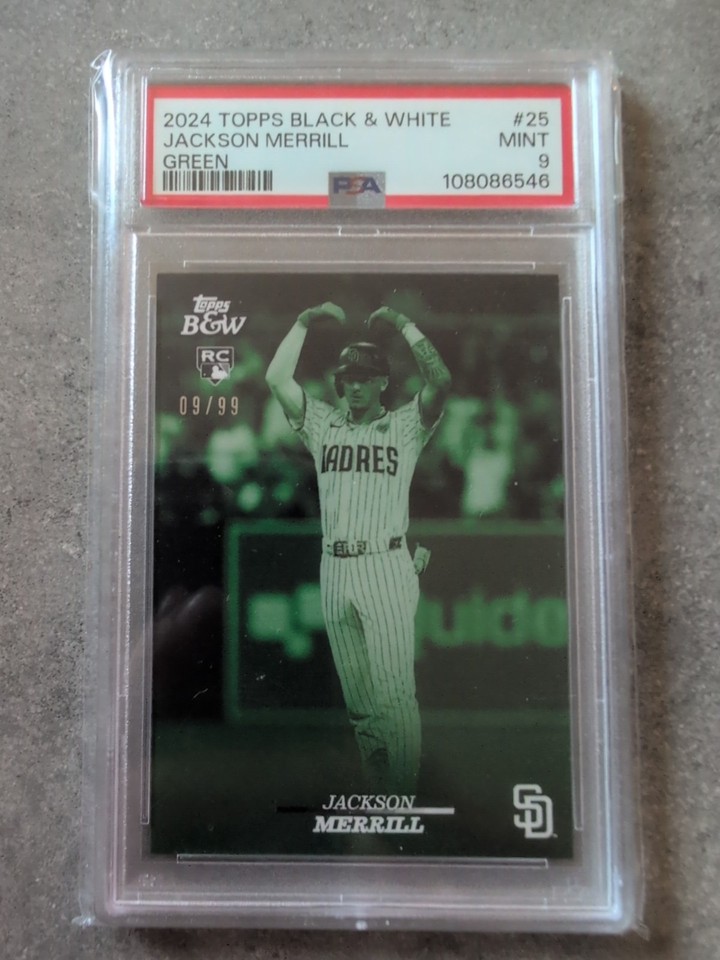 2024 TOPPS BLACK & WHITE #25
JACKSON MERRILL MINT
GREEN 9
PSA 108086546
Topps
B&W
RC
09/99
PADRES
uide
JACKSON
MERRILL
SD